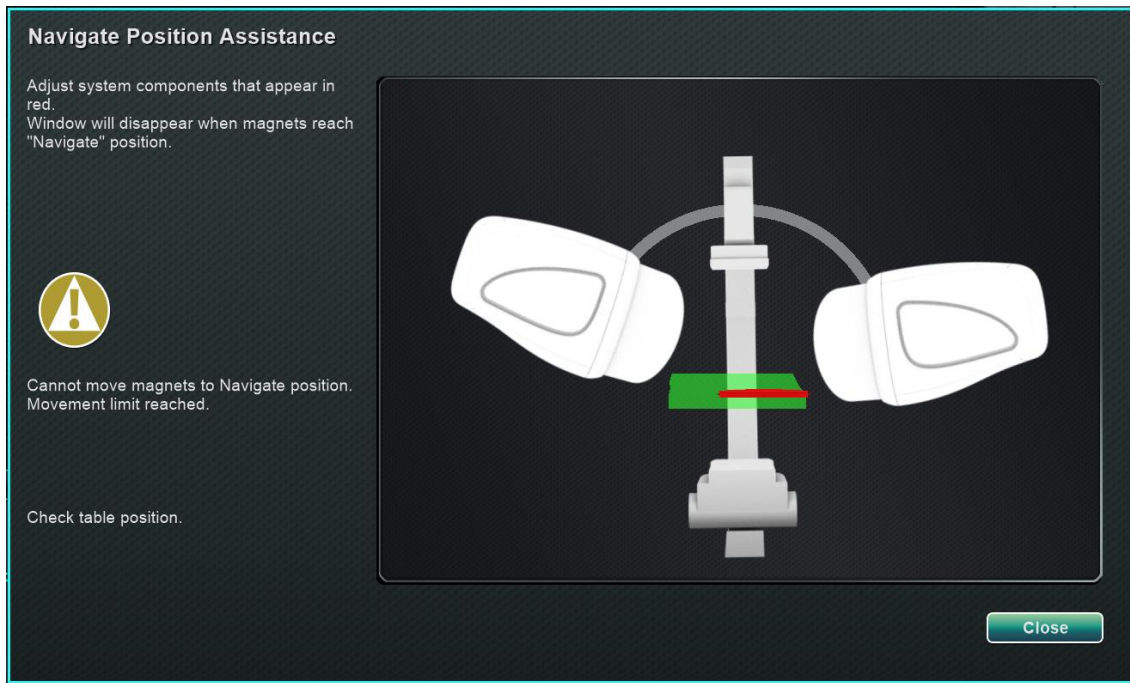 Navigate Position Assistance
Adjust system components that appear in
red.
Window will disappear when magnets reach
"Navigate" position.
Cannot move magnets to Navigate position.
Movement limit reached.
Check table position.
Close